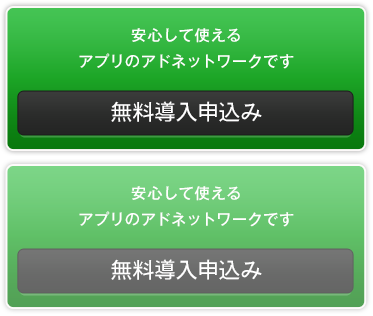 安心して使える
アプリのアドネットワークです
無料導入申込み
安心して使える
アプリのアドネットワークです
無料導入申込み